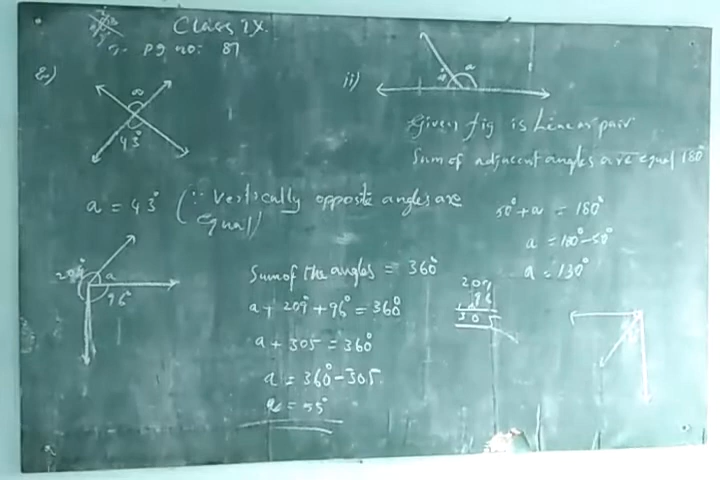 Class IX.
pg no: 87
a
43°
a = 43° (∵ Vertically opposite angles are
equal)
ii)
a
Given fig is Linear pair
Sum of adjacent angles are equal 180°
50° + a = 180°
a = 180° - 50°
a = 130°
209°
a
96°
Sum of the angles = 360°
a + 209° + 96° = 360°
a + 305 = 360°
a = 360° - 305
a = 55°
209
96
305